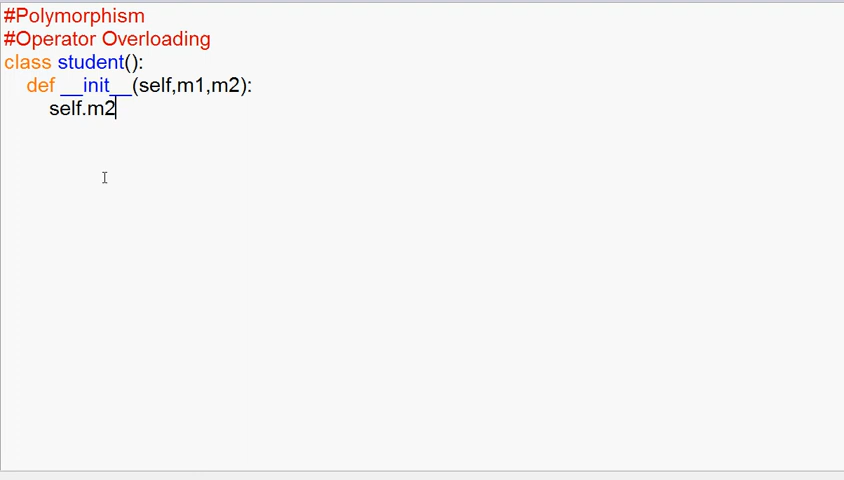 #Polymorphism
#Operator Overloading
class student():
    def __init__(self,m1,m2):
        self.m2